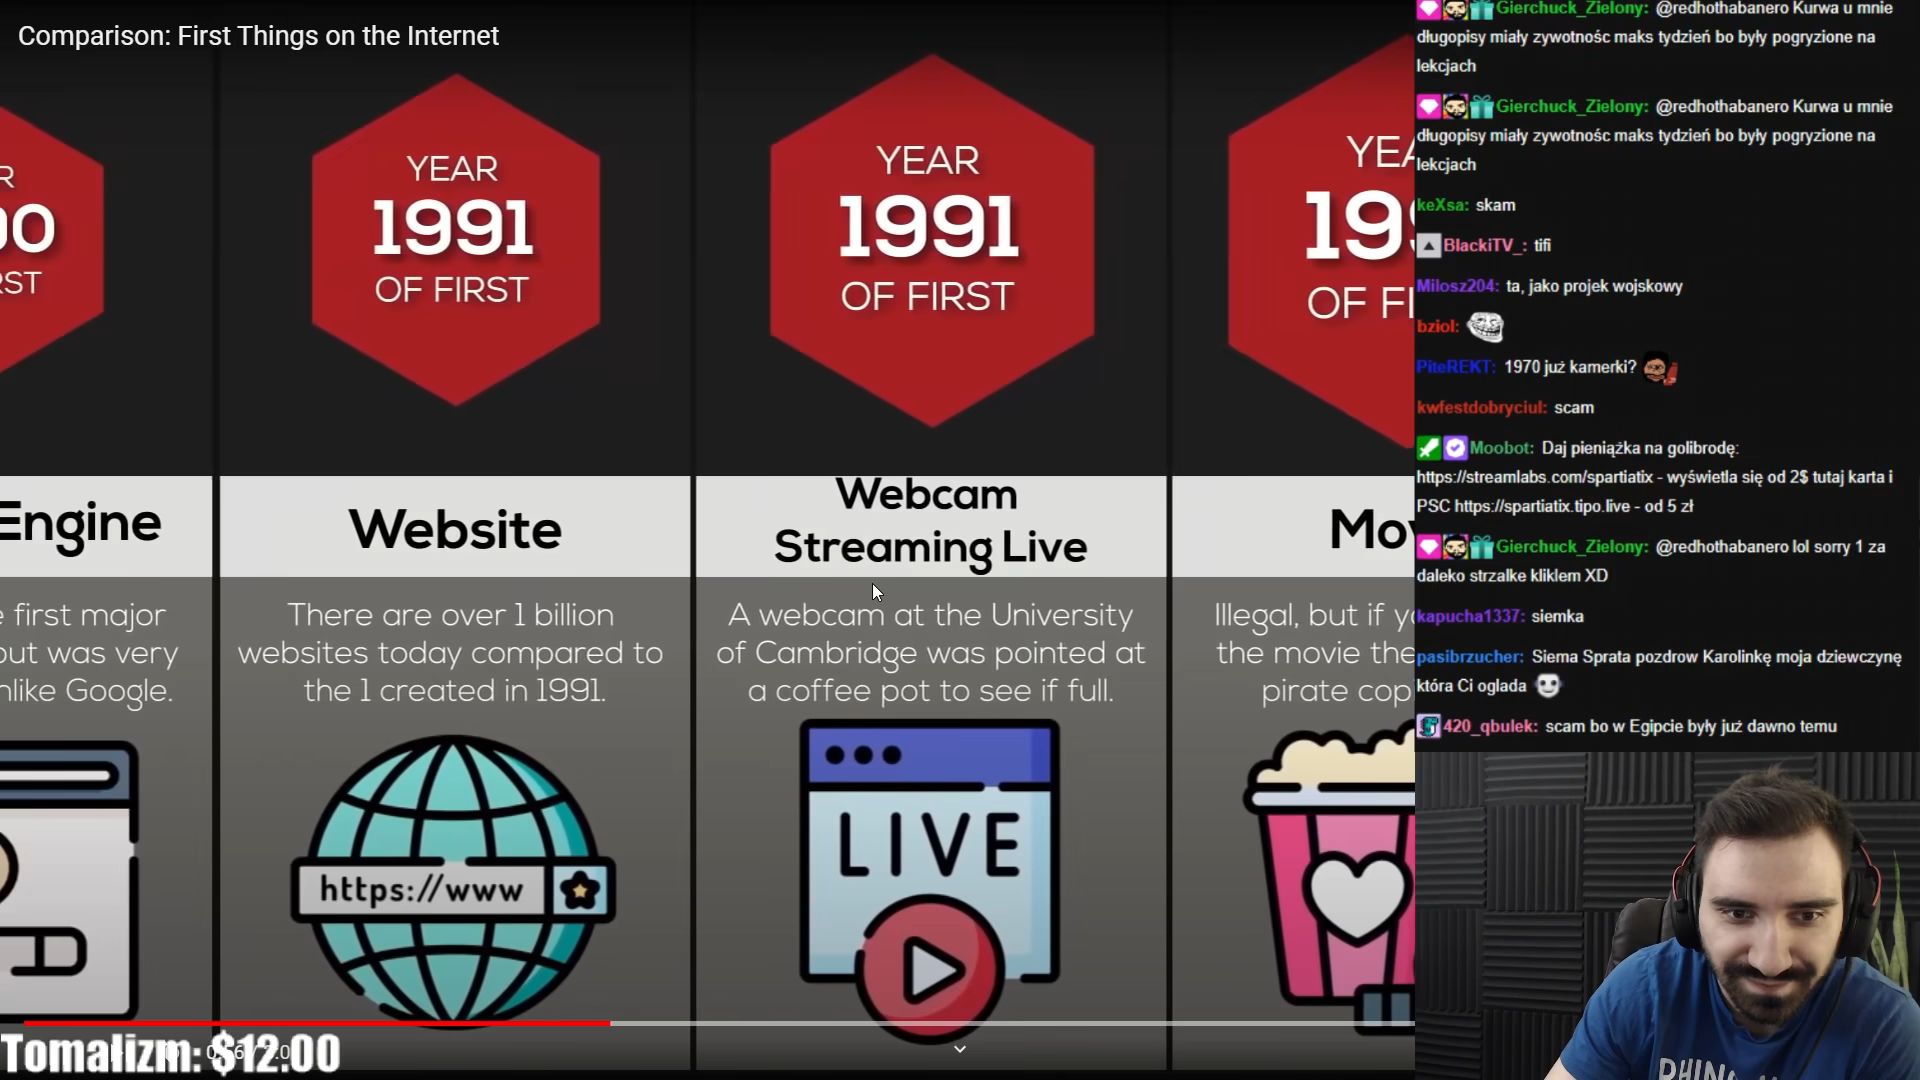 Comparison: First Things on the Internet
YEAR
1991
OF FIRST
YEAR
1991
OF FIRST
Engine
Website
Webcam
Streaming Live
first major
but was very
Google.
There are over 1 billion
websites today compared to
the 1 created in 1991.
A webcam at the University
of Cambridge was pointed at
a coffee pot to see if full.
Illegal, but if
the movie
pirate
https://www
LIVE
Tomalizm: $12.00
Gierchuck_Zielony: @redhothabanero Kurwa u mnie
długopisy miały zywotnośc maks tydzień bo były pogryzione na
lekcjach
Gierchuck_Zielony: @redhothabanero Kurwa u mnie
długopisy miały zywotnośc maks tydzień bo były pogryzione na
lekcjach
keXsa: skam
BlackiTV_: tifi
Milosz204: ta, jako projek wojskowy
bziol:
PiteREKT: 1970 już kamerki?
kwfestdobryciul: scam
Moobot: Daj pieniążka na golibrodę:
https://streamlabs.com/spartiatix - wyświetla się od 2$ tutaj karta i
PSC https://spartiatix.tipo.live - od 5 zł
Gierchuck_Zielony: @redhothabanero lol sorry 1 za
daleko strzalke kliklem XD
kapucha1337: siemka
pasibrzucher: Siema Sprata pozdrow Karolinkę moja dziewczynę
która Ci oglada
420_qbulek: scam bo w Egipcie były już dawno temu